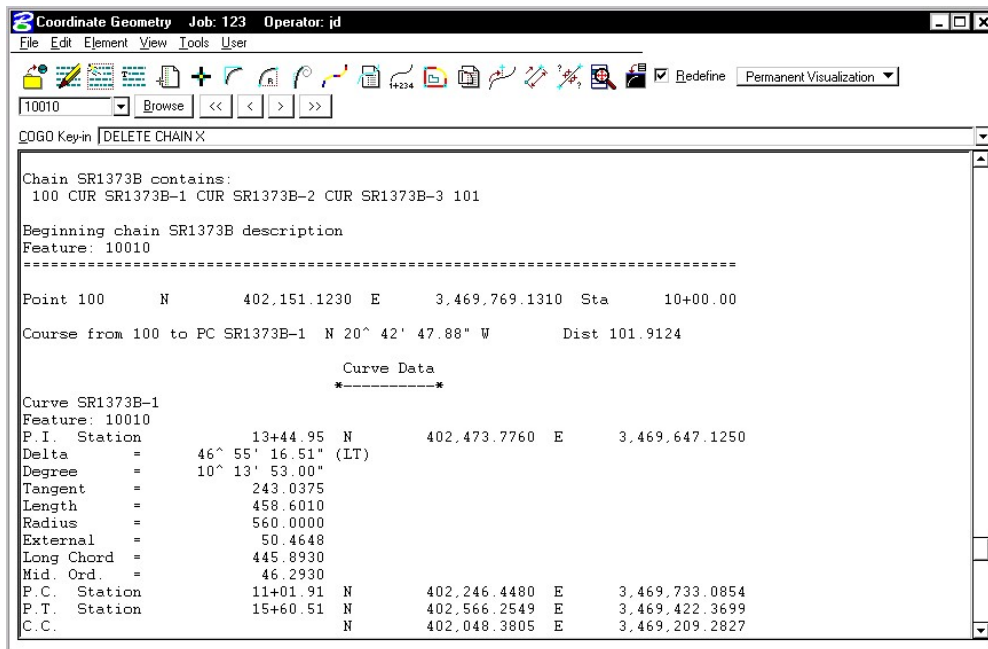 Coordinate Geometry Job: 123 Operator: jd
File Edit Element View Tools User
Redefine Permanent Visualization
10010 Browse << < > >>
COGO Key-in DELETE CHAIN X
Chain SR1373B contains:
100 CUR SR1373B-1 CUR SR1373B-2 CUR SR1373B-3 101
Beginning chain SR1373B description
Feature: 10010
================================================================================
Point 100 N 402,151.1230 E 3,469,769.1310 Sta 10+00.00
Course from 100 to PC SR1373B-1 N 20^ 42' 47.88" W Dist 101.9124
Curve Data
*----------*
Curve SR1373B-1
Feature: 10010
P.I. Station 13+44.95 N 402,473.7760 E 3,469,647.1250
Delta = 46^ 55' 16.51" (LT)
Degree = 10^ 13' 53.00"
Tangent = 243.0375
Length = 458.6010
Radius = 560.0000
External = 50.4648
Long Chord = 445.8930
Mid. Ord. = 46.2930
P.C. Station 11+01.91 N 402,246.4480 E 3,469,733.0854
P.T. Station 15+60.51 N 402,566.2549 E 3,469,422.3699
C.C. N 402,048.3805 E 3,469,209.2827